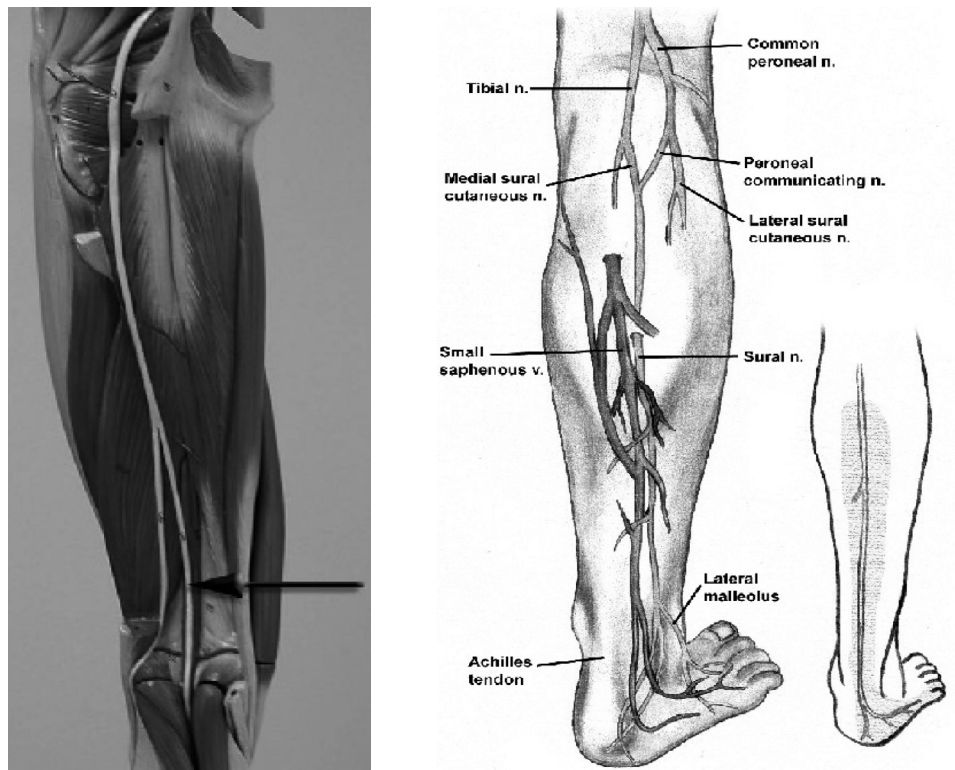 Common
peroneal n.
Tibial n.
Peroneal
communicating n.
Medial sural
cutaneous n.
Lateral sural
cutaneous n.
Small
saphenous v.
Sural n.
Lateral
malleolus
Achilles
tendon